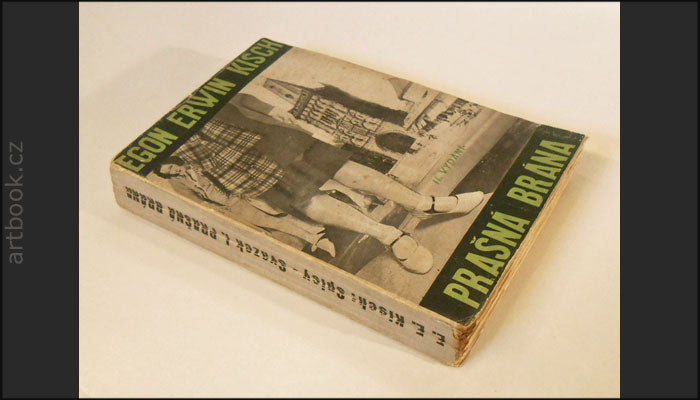 EGON ERWIN KISCH
II. VYDÁNÍ
PRAŠNÁ BRÁNA
E. E. Kisch: Spisy - Svazek I. PRAŠNÁ BRÁNA
artbook.cz